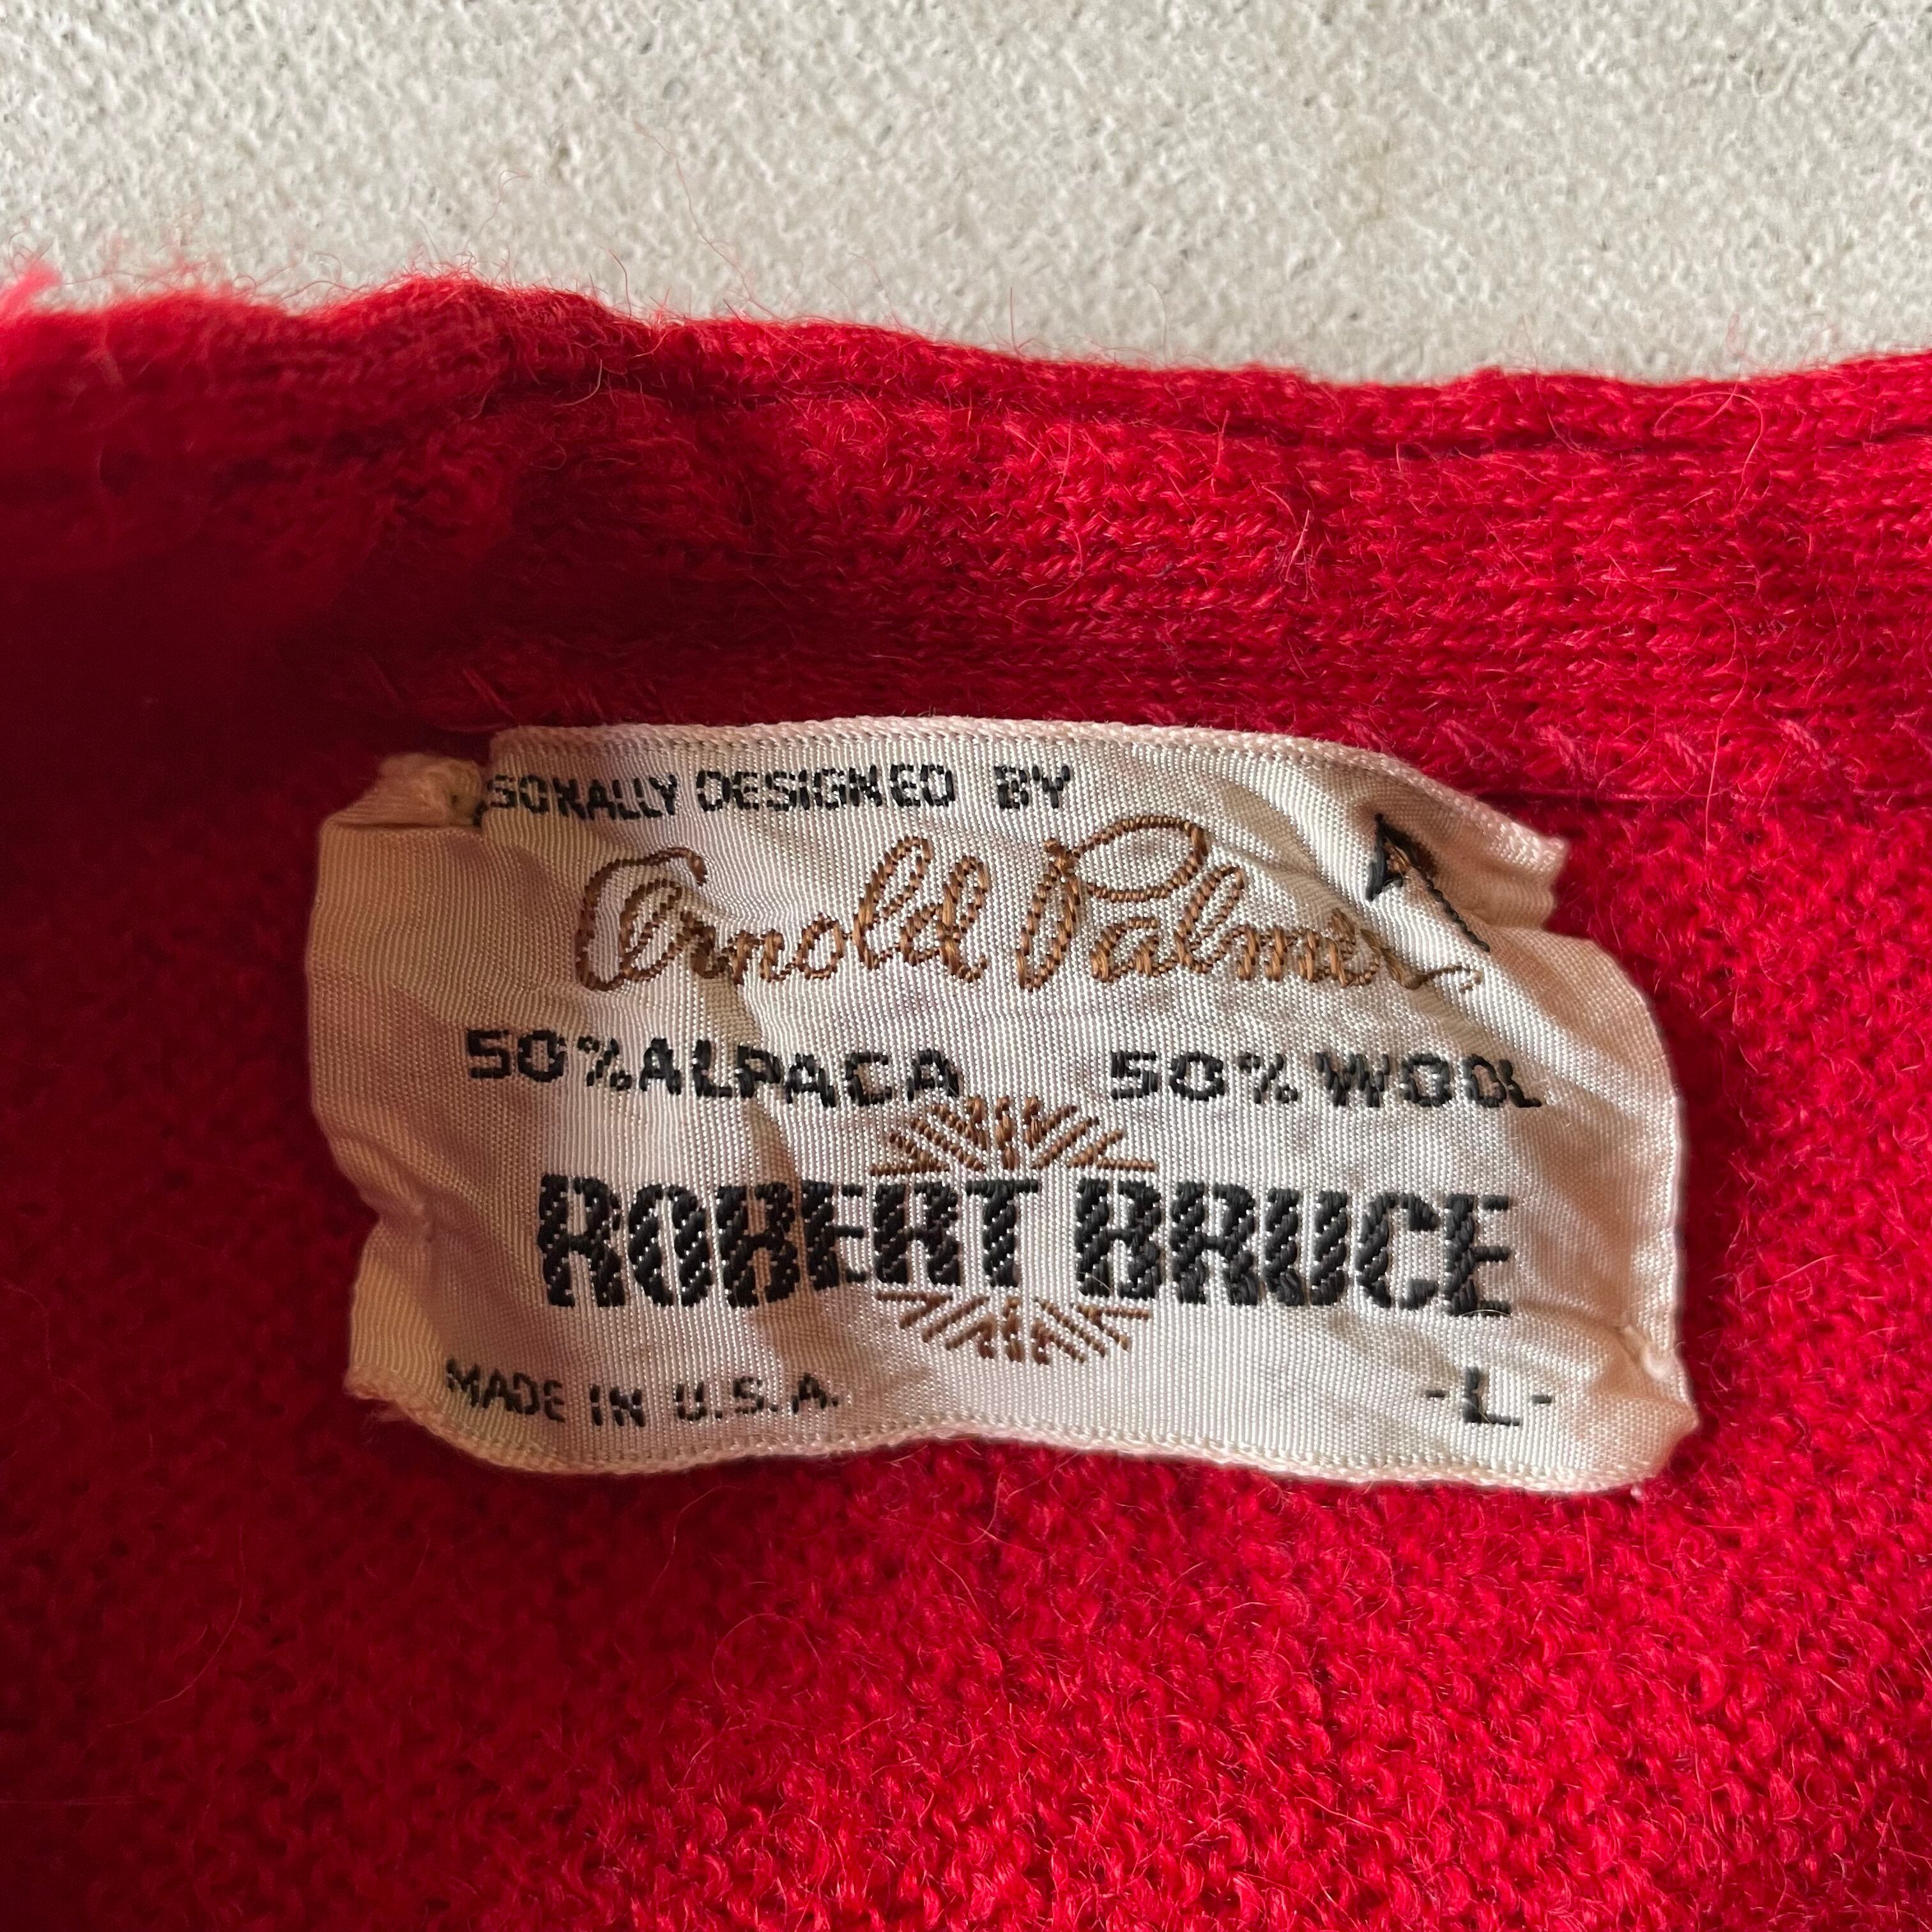 SONALLY DESIGNED BY
Arnold Palmer
50% ALPACA 50% WOOL
ROBERT BRUCE
MADE IN U.S.A. -L-